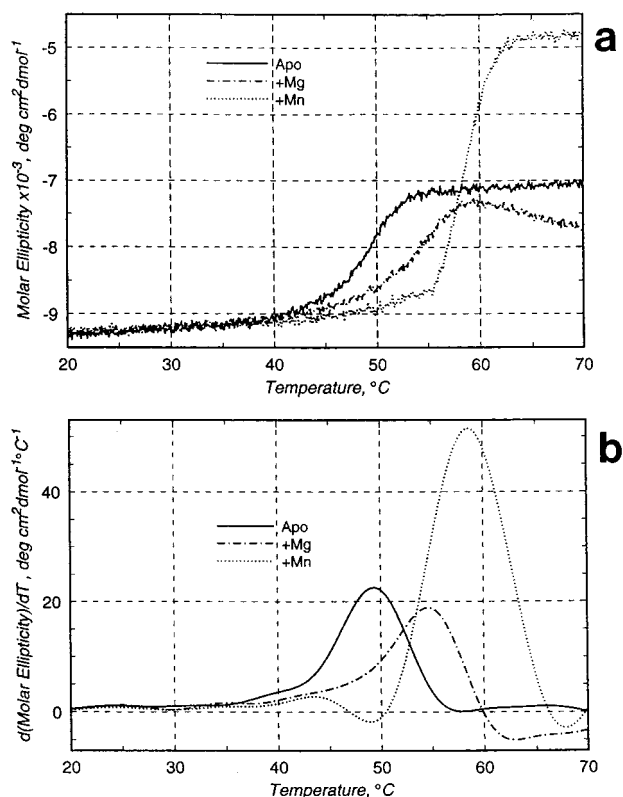 a
-5
-6
-7
-8
-9
Molar Ellipticity x10-3, deg cm2dmol-1
Apo
+Mg
+Mn
20 30 40 50 60 70
Temperature, °C
b
40
20
0
d(Molar Ellipticity)/dT, deg cm2dmol-1°C-1
Apo
+Mg
+Mn
20 30 40 50 60 70
Temperature, °C